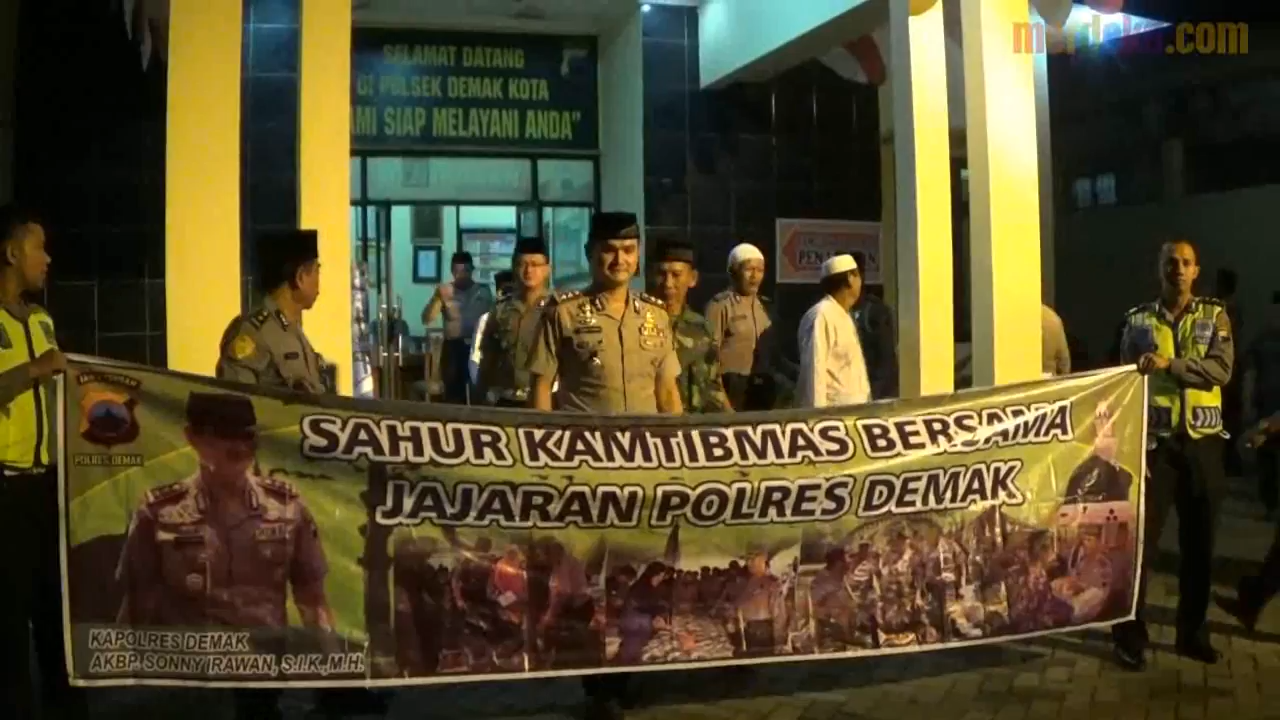 merdeka.com
SELAMAT DATANG
DI POLSEK DEMAK KOTA
AMI SIAP MELAYANI ANDA"
POLRES DEMAK
SAHUR KAMTIBMAS BERSAMA
JAJARAN POLRES DEMAK
KAPOLRES DEMAK
AKBP. SONNY IRAWAN, S.I.K.,M.H.